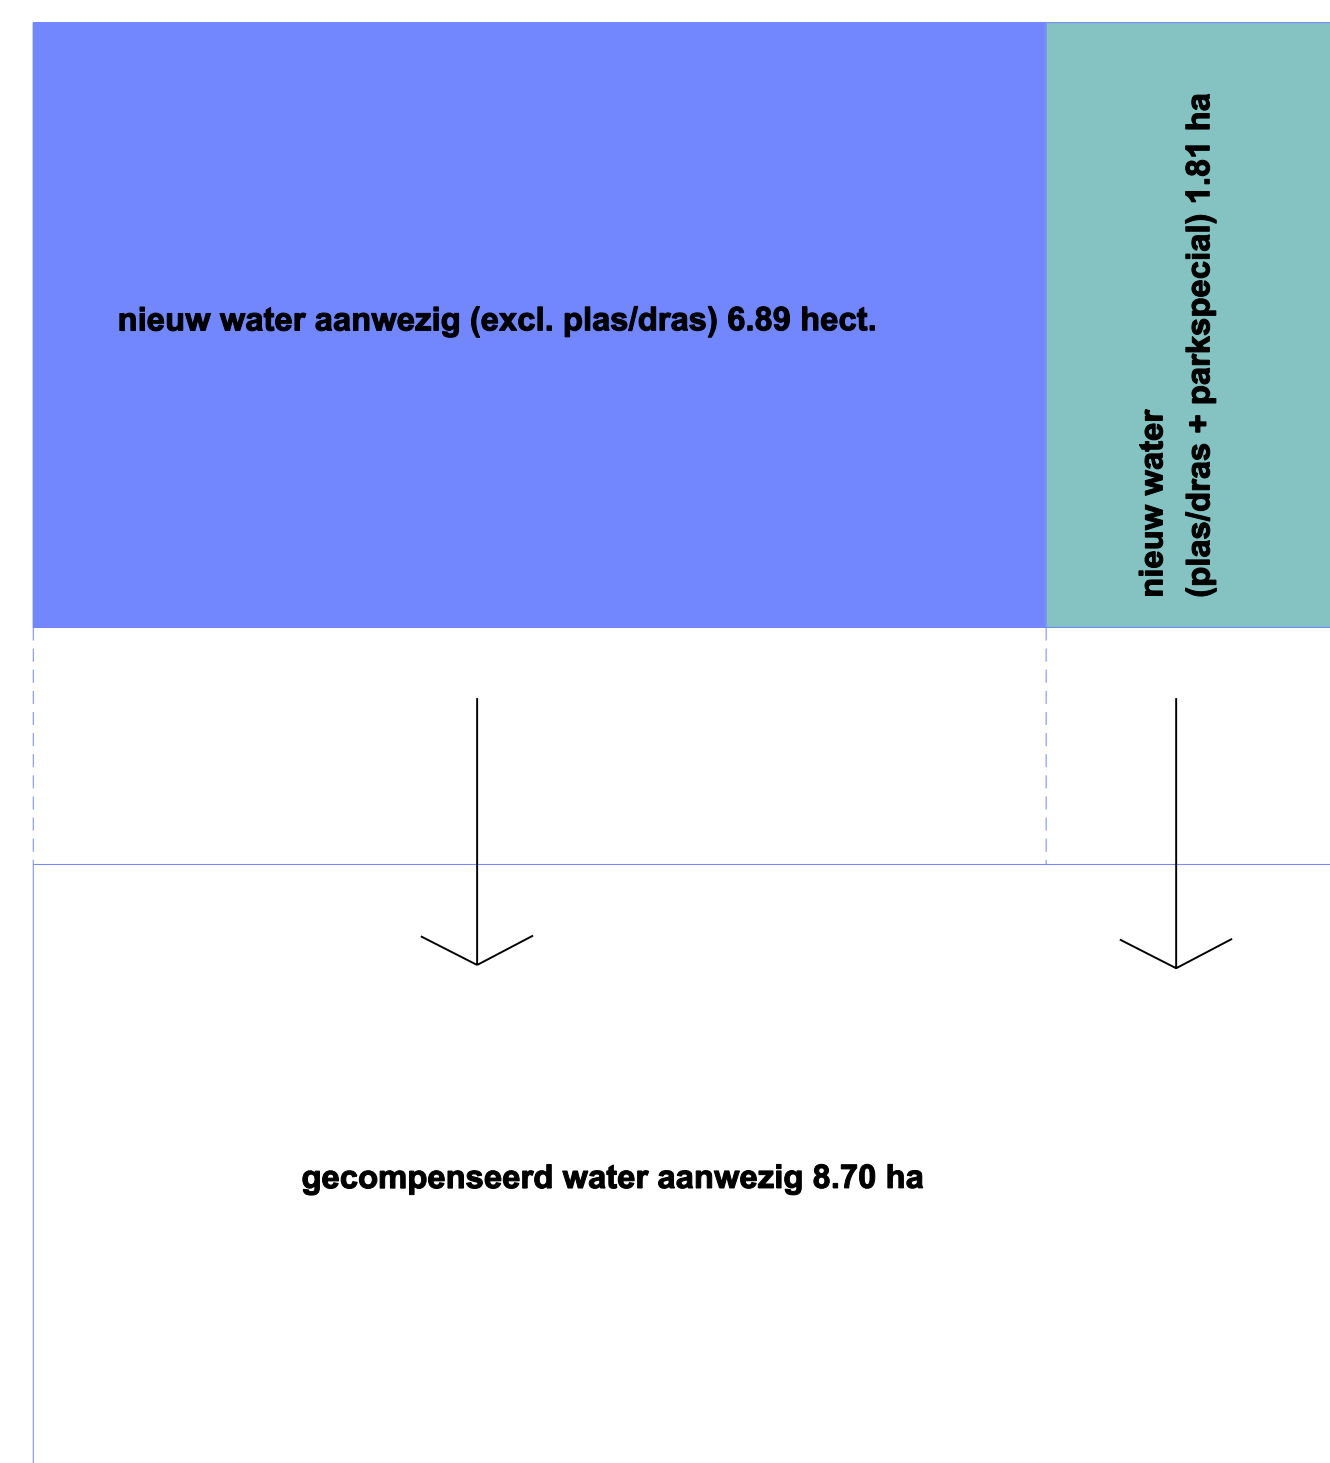 nieuw water aanwezig (excl. plas/dras) 6.89 hect.
nieuw water
(plas/dras + parkspecial) 1.81 ha
gecompenseerd water aanwezig 8.70 ha